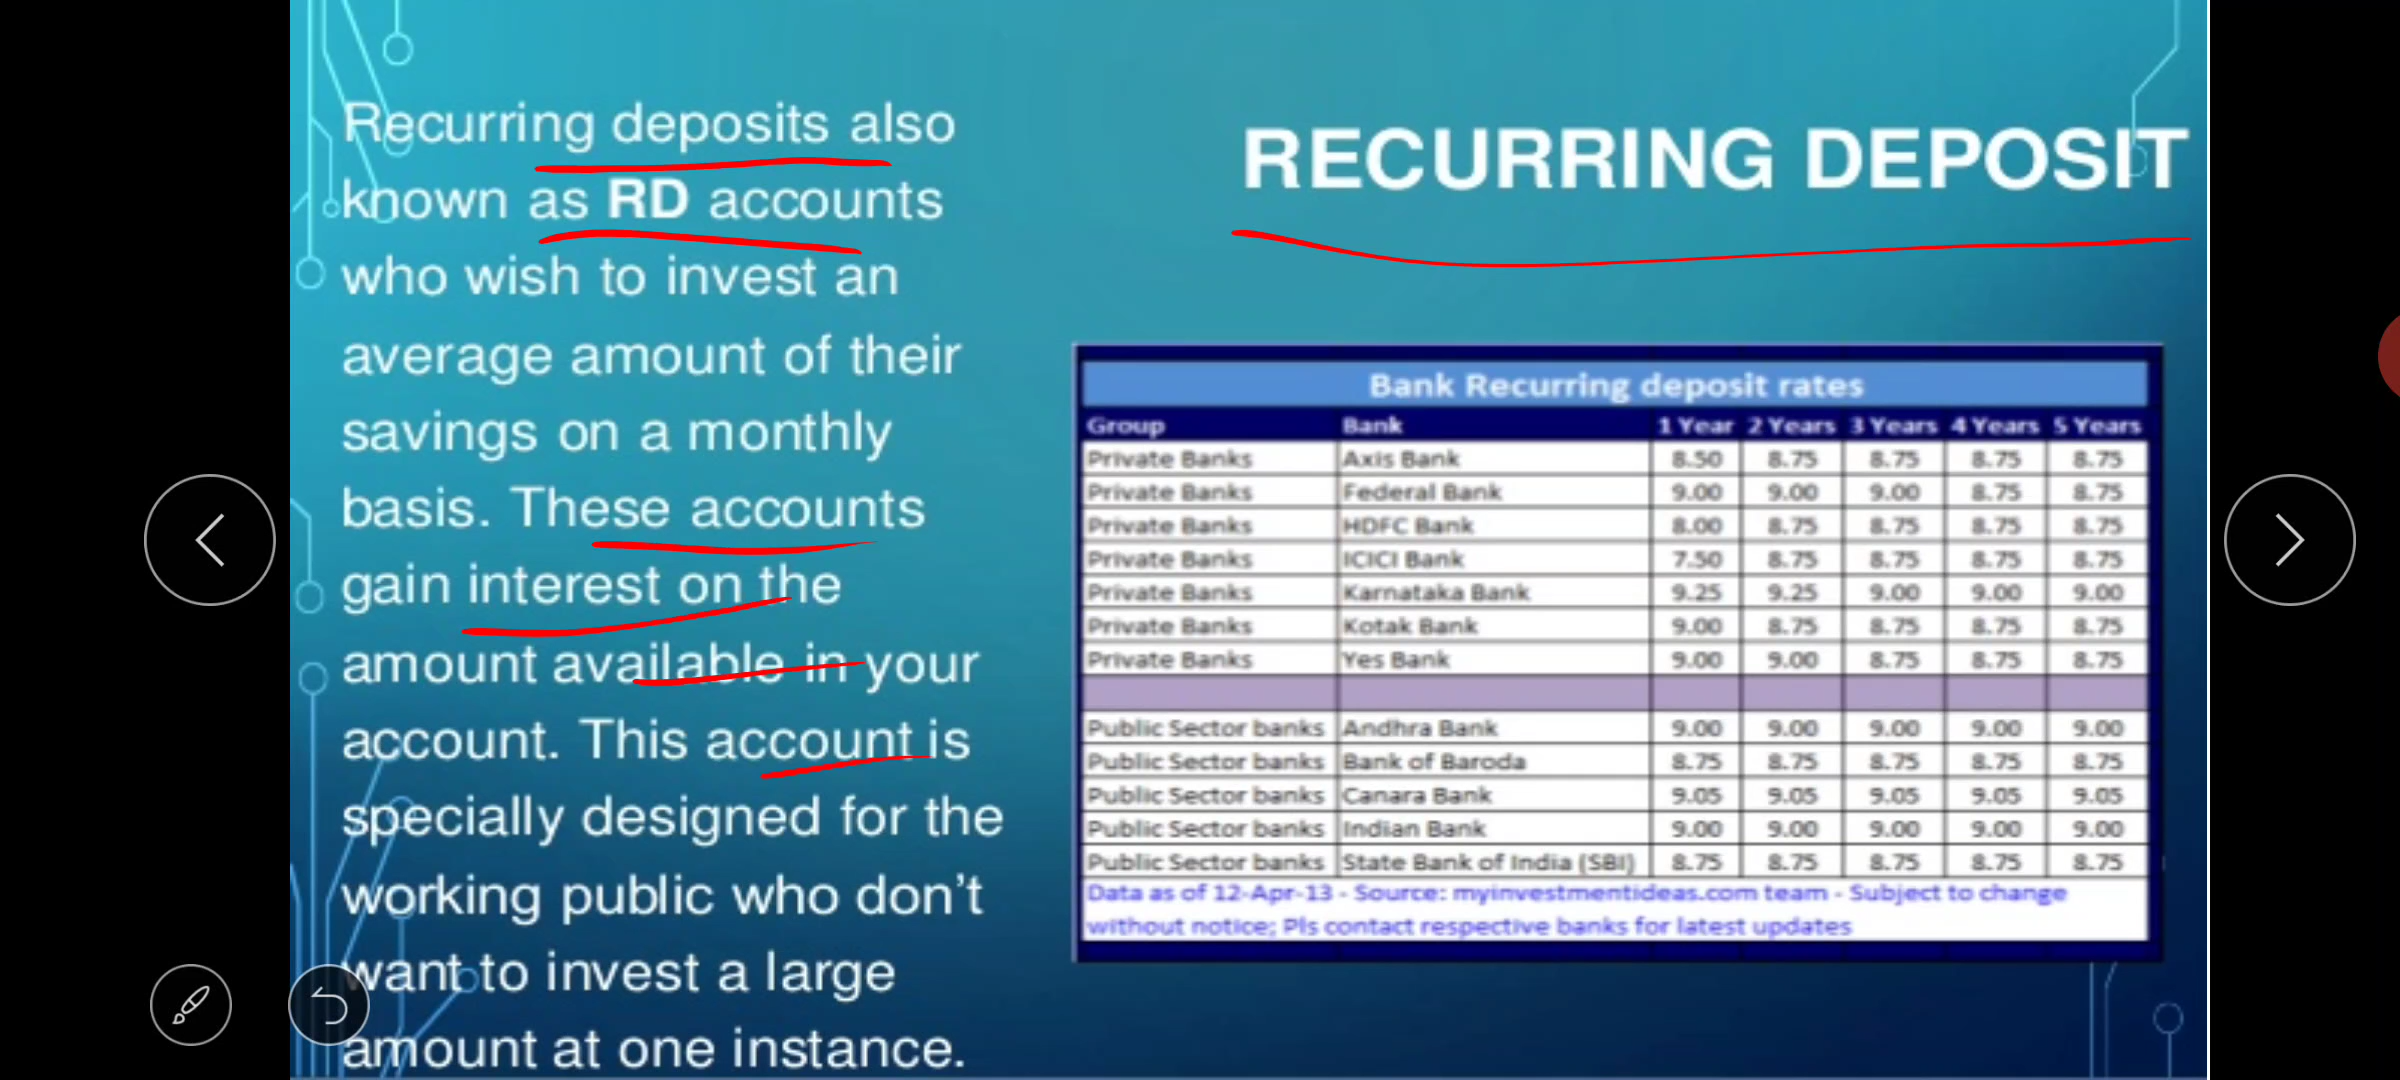 Recurring deposits also
known as RD accounts
who wish to invest an
average amount of their
savings on a monthly
basis. These accounts
gain interest on the
amount available in your
account. This account is
specially designed for the
working public who don't
want to invest a large
amount at one instance.
RECURRING DEPOSIT
Bank Recurring deposit rates
Group Bank 1 Year 2 Years 3 Years 4 Years 5 Years
Private Banks Axis Bank 8.50 8.75 8.75 8.75 8.75
Private Banks Federal Bank 9.00 9.00 9.00 8.75 8.75
Private Banks HDFC Bank 8.00 8.75 8.75 8.75 8.75
Private Banks ICICI Bank 7.50 8.75 8.75 8.75 8.75
Private Banks Karnataka Bank 9.25 9.25 9.00 9.00 9.00
Private Banks Kotak Bank 9.00 8.75 8.75 8.75 8.75
Private Banks Yes Bank 9.00 9.00 8.75 8.75 8.75
Public Sector banks Andhra Bank 9.00 9.00 9.00 9.00 9.00
Public Sector banks Bank of Baroda 8.75 8.75 8.75 8.75 8.75
Public Sector banks Canara Bank 9.05 9.05 9.05 9.05 9.05
Public Sector banks Indian Bank 9.00 9.00 9.00 9.00 9.00
Public Sector banks State Bank of India (SBI) 8.75 8.75 8.75 8.75 8.75
Data as of 12-Apr-13 - Source: myinvestmentideas.com team - Subject to change
without notice; Pls contact respective banks for latest updates